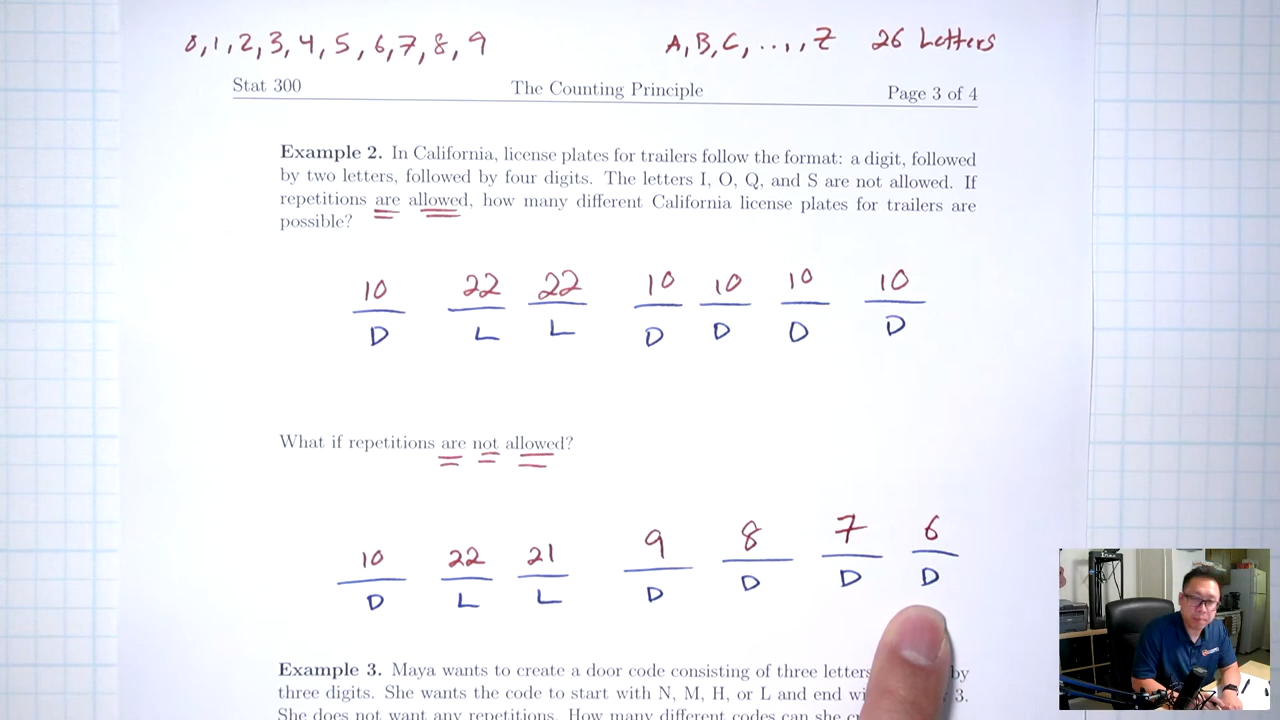 0, 1, 2, 3, 4, 5, 6, 7, 8, 9 A, B, C, ..., Z 26 Letters
Stat 300 The Counting Principle Page 3 of 4
Example 2. In California, license plates for trailers follow the format: a digit, followed
by two letters, followed by four digits. The letters I, O, Q, and S are not allowed. If
repetitions are allowed, how many different California license plates for trailers are
possible?
10 22 22 10 10 10 10
D L L D D D D
What if repetitions are not allowed?
10 22 21 9 8 7 6
D L L D D D D
Example 3. Maya wants to create a door code consisting of three letters by
three digits. She wants the code to start with N, M, H, or L and end 3.
She does repetitions. How many different codes can she